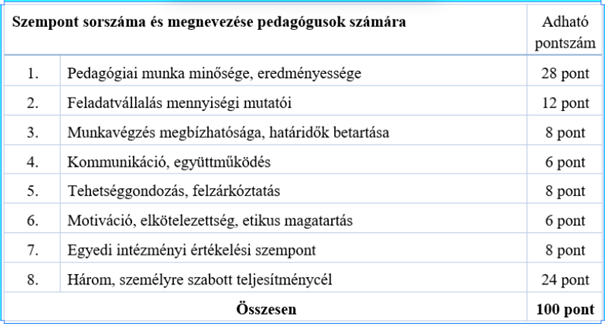 Szempont sorszáma és megnevezése pedagógusok számára Adható pontszám
1. Pedagógiai munka minősége, eredményessége 28 pont
2. Feladatvállalás mennyiségi mutatói 12 pont
3. Munkavégzés megbízhatósága, határidők betartása 8 pont
4. Kommunikáció, együttműködés 6 pont
5. Tehetséggondozás, felzárkóztatás 8 pont
6. Motiváció, elkötelezettség, etikus magatartás 6 pont
7. Egyedi intézményi értékelési szempont 8 pont
8. Három, személyre szabott teljesítménycél 24 pont
Összesen 100 pont